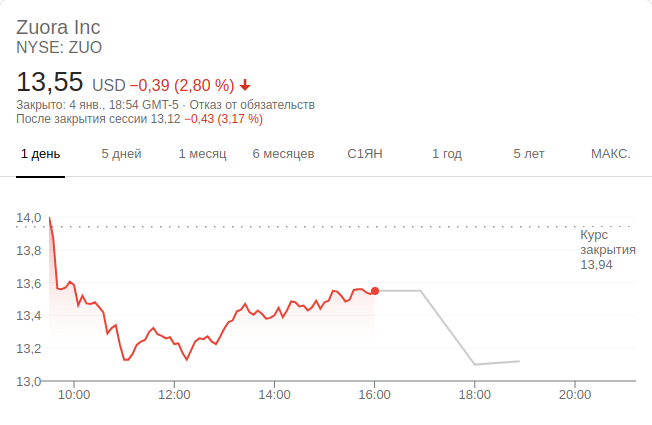 Zuora Inc
NYSE: ZUO
13,55 USD −0,39 (2,80 %)
Закрыто: 4 янв., 18:54 GMT-5 · Отказ от обязательств
После закрытия сессии 13,12 −0,43 (3,17 %)
1 день 5 дней 1 месяц 6 месяцев С1ЯН 1 год 5 лет МАКС.
14,0
Курс
закрытия
13,94
13,8
13,6
13,4
13,2
13,0
10:00 12:00 14:00 16:00 18:00 20:00